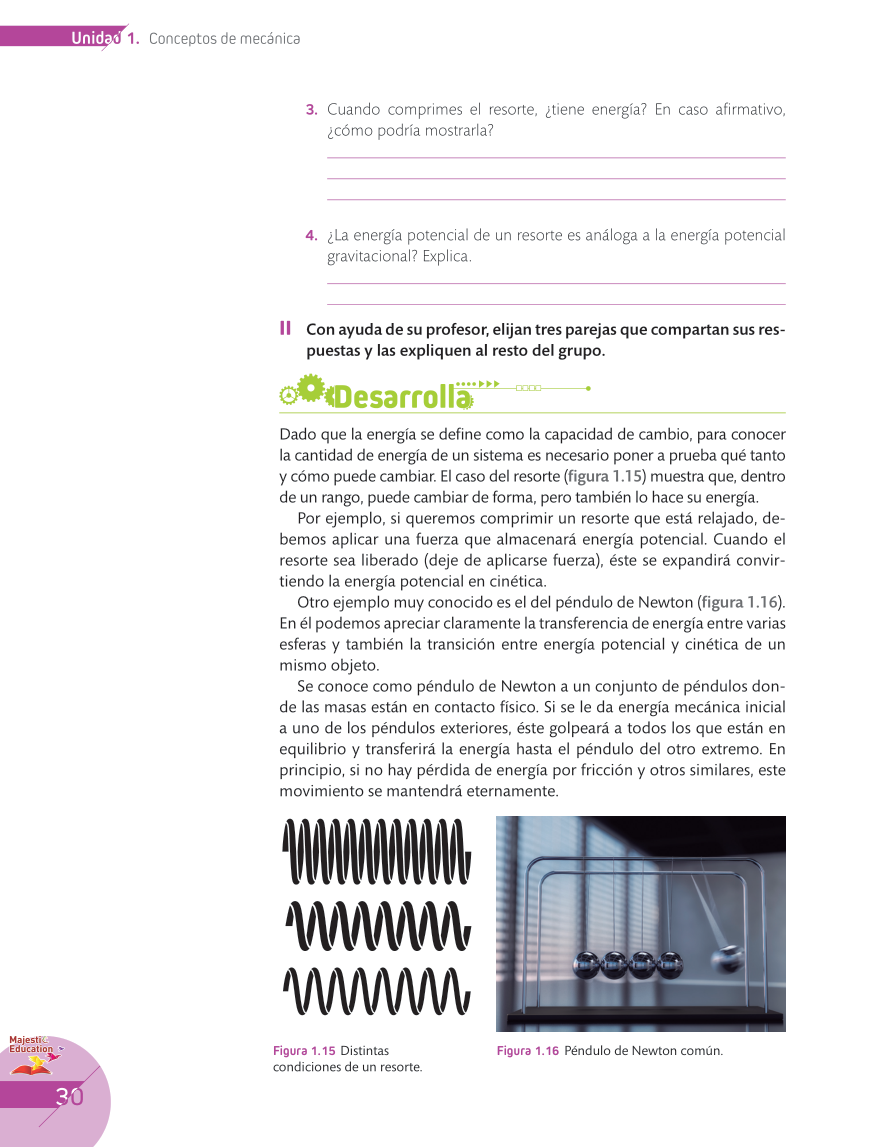 Unidad 1. Conceptos de mecánica
3. Cuando comprimes el resorte, ¿tiene energía? En caso afirmativo,
¿cómo podría mostrarla?
4. ¿La energía potencial de un resorte es análoga a la energía potencial
gravitacional? Explica.
II Con ayuda de su profesor, elijan tres parejas que compartan sus res-
puestas y las expliquen al resto del grupo.
Desarrolla
Dado que la energía se define como la capacidad de cambio, para conocer
la cantidad de energía de un sistema es necesario poner a prueba qué tanto
y cómo puede cambiar. El caso del resorte (figura 1.15) muestra que, dentro
de un rango, puede cambiar de forma, pero también lo hace su energía.
Por ejemplo, si queremos comprimir un resorte que está relajado, de-
bemos aplicar una fuerza que almacenará energía potencial. Cuando el
resorte sea liberado (deje de aplicarse fuerza), éste se expandirá convir-
tiendo la energía potencial en cinética.
Otro ejemplo muy conocido es el del péndulo de Newton (figura 1.16).
En él podemos apreciar claramente la transferencia de energía entre varias
esferas y también la transición entre energía potencial y cinética de un
mismo objeto.
Se conoce como péndulo de Newton a un conjunto de péndulos don-
de las masas están en contacto físico. Si se le da energía mecánica inicial
a uno de los péndulos exteriores, éste golpeará a todos los que están en
equilibrio y transferirá la energía hasta el péndulo del otro extremo. En
principio, si no hay pérdida de energía por fricción y otros similares, este
movimiento se mantendrá eternamente.
Figura 1.15 Distintas
condiciones de un resorte.
Figura 1.16 Péndulo de Newton común.
Majestic
Education
30